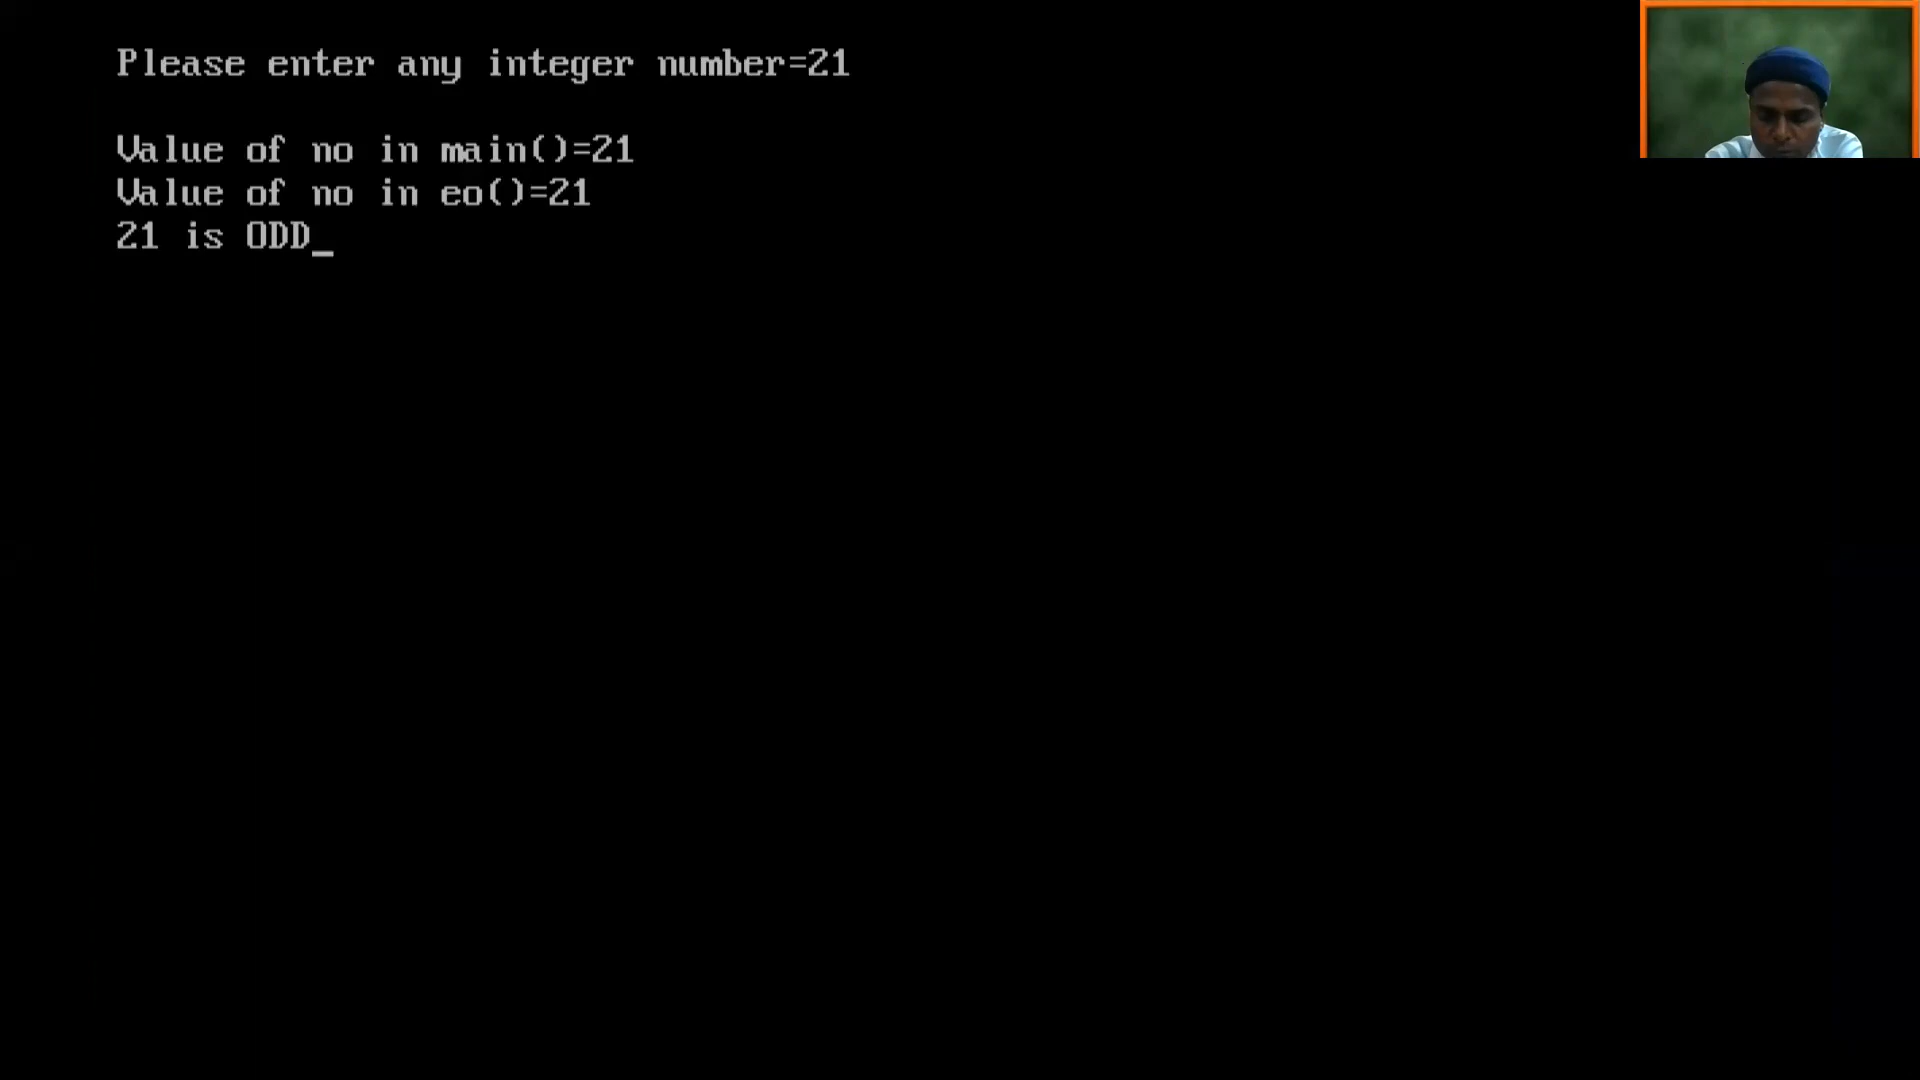 Please enter any integer number=21
Value of no in main()=21
Value of no in eo()=21
21 is ODD_